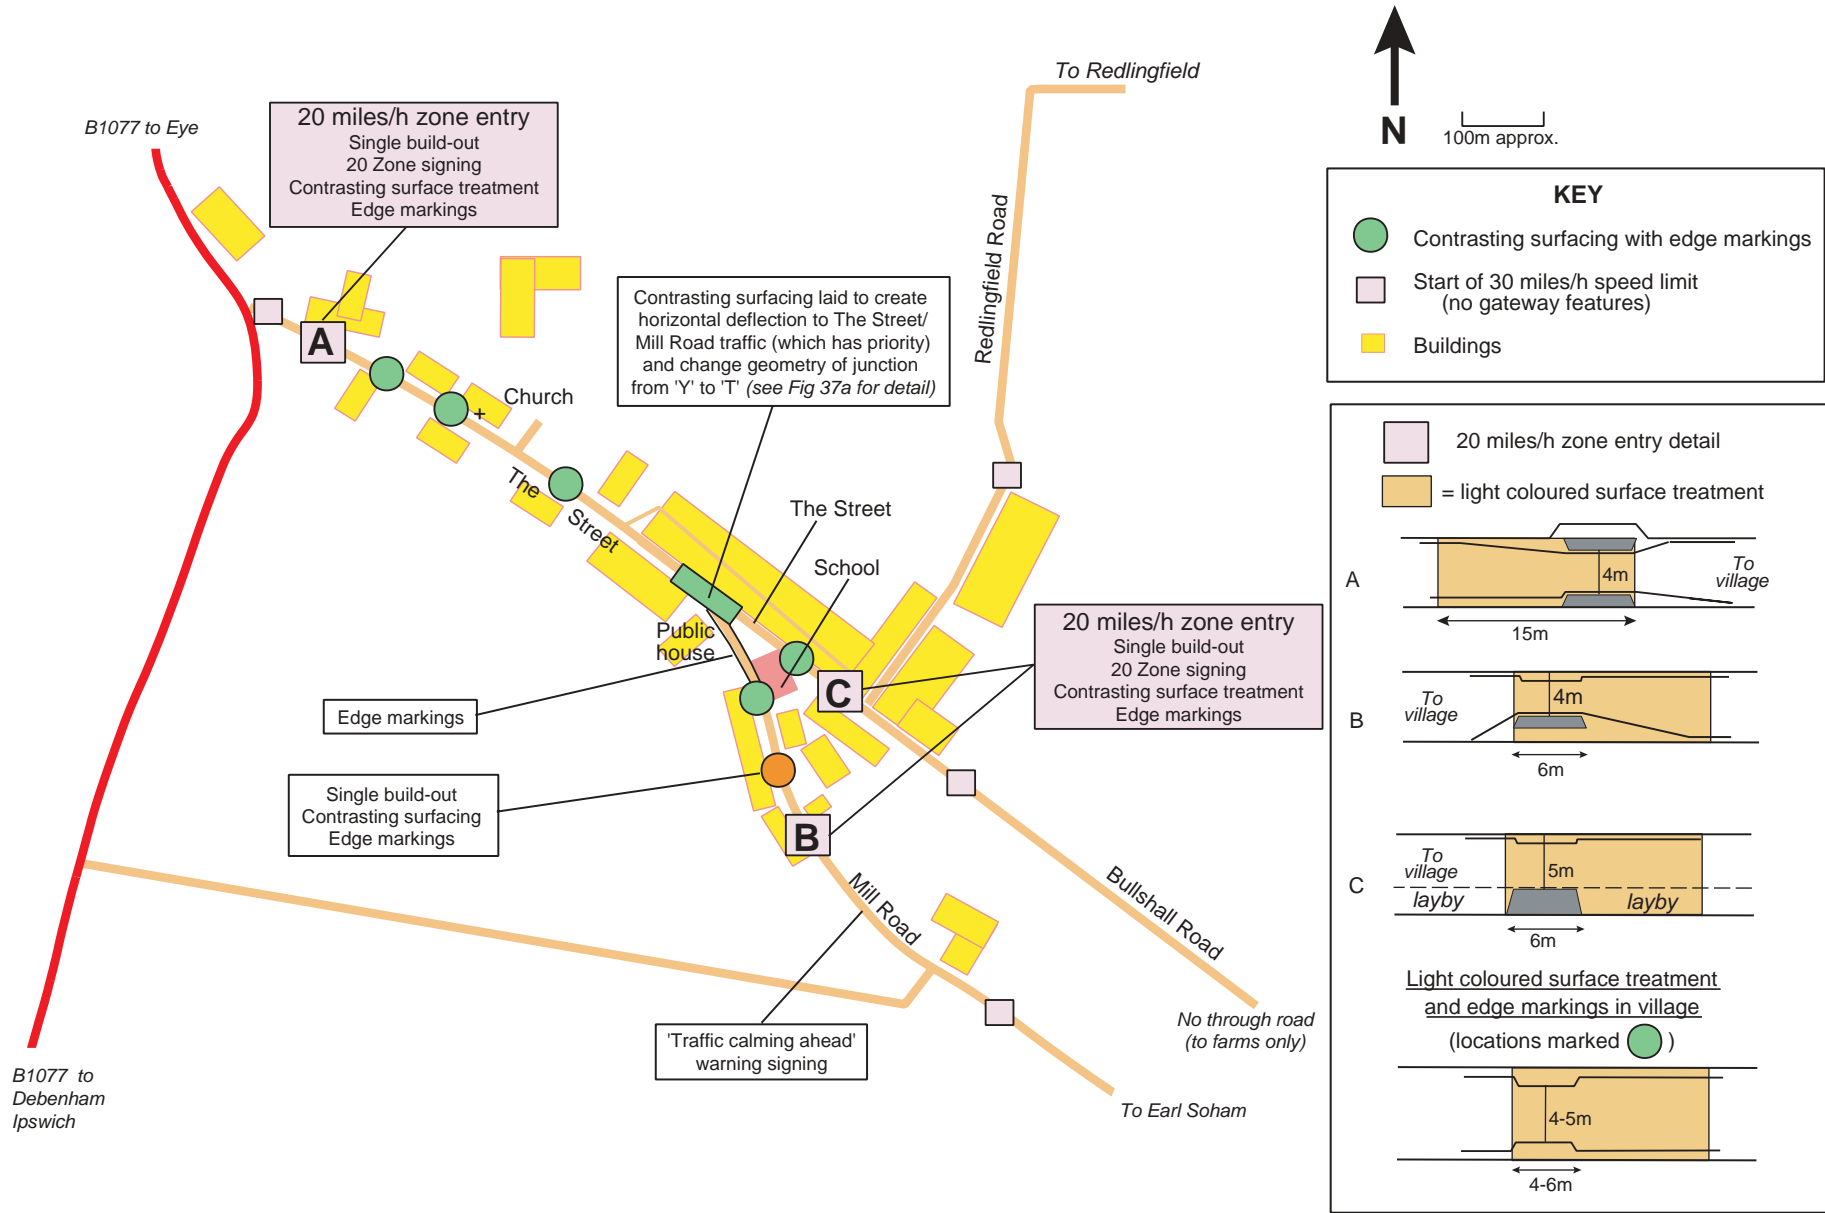 B1077 to Eye
20 miles/h zone entry
Single build-out
20 Zone signing
Contrasting surface treatment
Edge markings
To Redlingfield
N
100m approx.
KEY
Contrasting surfacing with edge markings
Start of 30 miles/h speed limit
(no gateway features)
Buildings
Redlingfield Road
Contrasting surfacing laid to create
horizontal deflection to The Street/
Mill Road traffic (which has priority)
and change geometry of junction
from 'Y' to 'T' (see Fig 37a for detail)
A
Church
The
Street
The Street
School
Public
house
20 miles/h zone entry
Single build-out
20 Zone signing
Contrasting surface treatment
Edge markings
C
Edge markings
Single build-out
Contrasting surfacing
Edge markings
B
Mill Road
Bullshall Road
No through road
(to farms only)
'Traffic calming ahead'
warning signing
To Earl Soham
B1077 to
Debenham
Ipswich
20 miles/h zone entry detail
= light coloured surface treatment
A
4m
To
village
15m
B
To
village
4m
6m
C
To
village
5m
layby
layby
6m
Light coloured surface treatment
and edge markings in village
(locations marked )
4-5m
4-6m